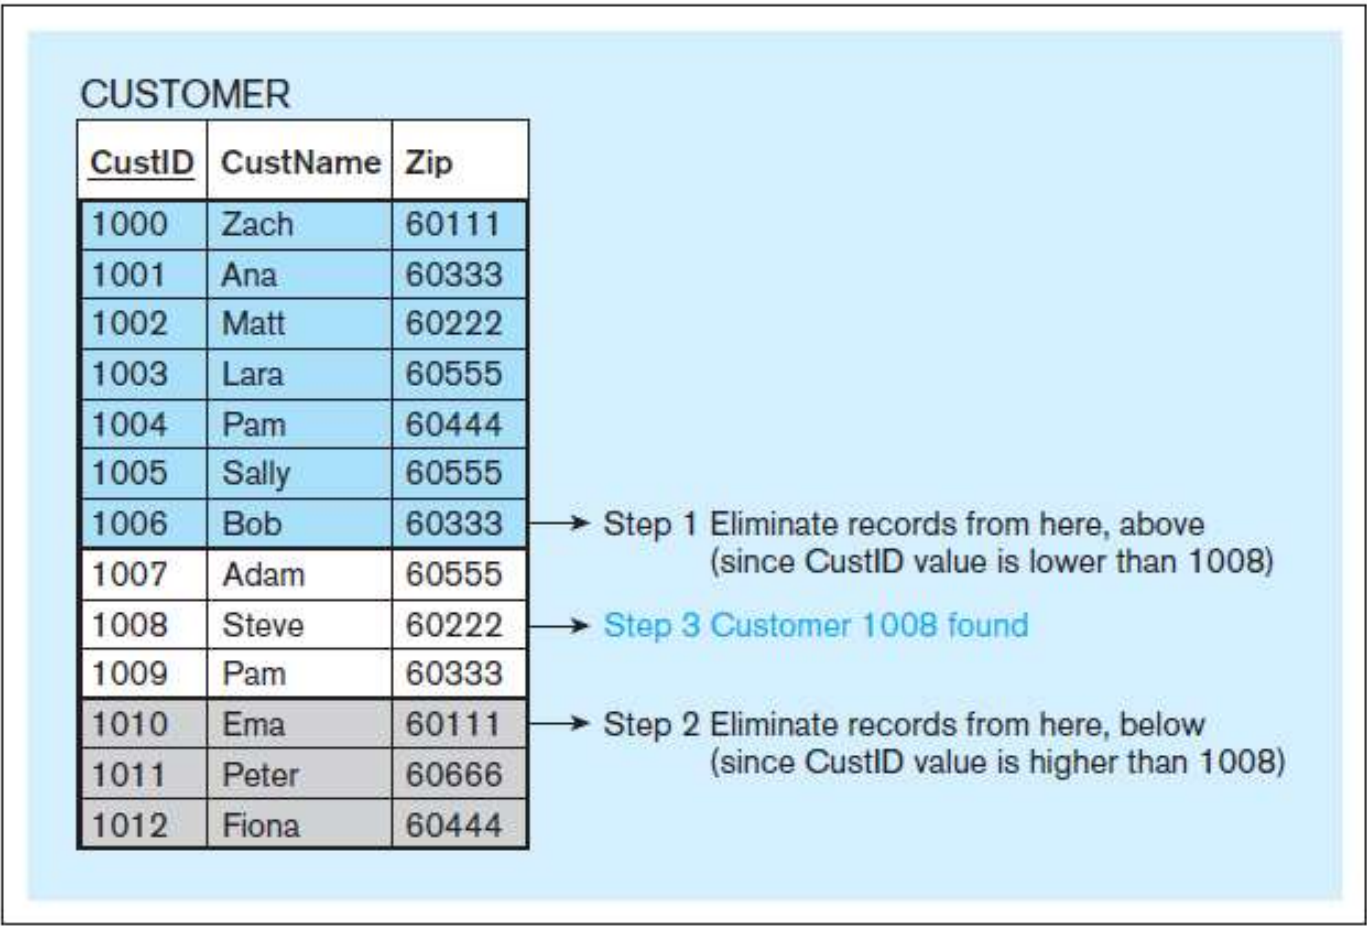 CUSTOMER
CustID CustName Zip
1000 Zach 60111
1001 Ana 60333
1002 Matt 60222
1003 Lara 60555
1004 Pam 60444
1005 Sally 60555
1006 Bob 60333 Step 1 Eliminate records from here, above
(since CustID value is lower than 1008)
1007 Adam 60555
1008 Steve 60222 Step 3 Customer 1008 found
1009 Pam 60333
1010 Ema 60111 Step 2 Eliminate records from here, below
(since CustID value is higher than 1008)
1011 Peter 60666
1012 Fiona 60444